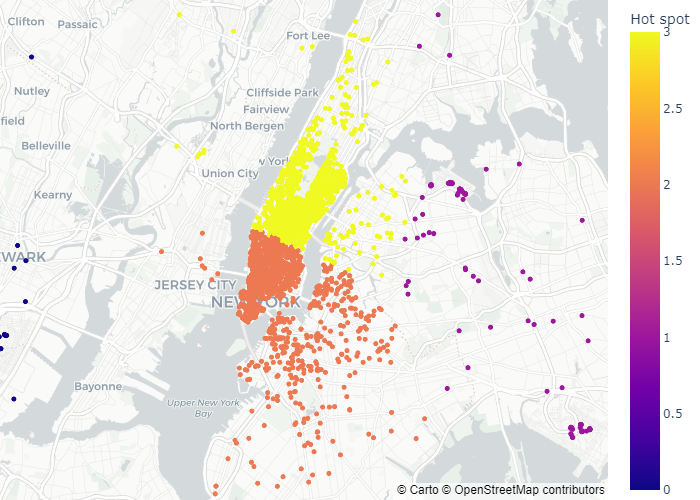 Hot spot
Clifton
Passaic
Fort Lee
Nutley
Cliffside Park
Fairview
North Bergen
field
Belleville
w York
Union City
Kearny
EWARK
JERSEY CITY
NEW YORK
Bayonne
Upper New York
Bay
3
2.5
2
1.5
1
0.5
0
© Carto © OpenStreetMap contributors